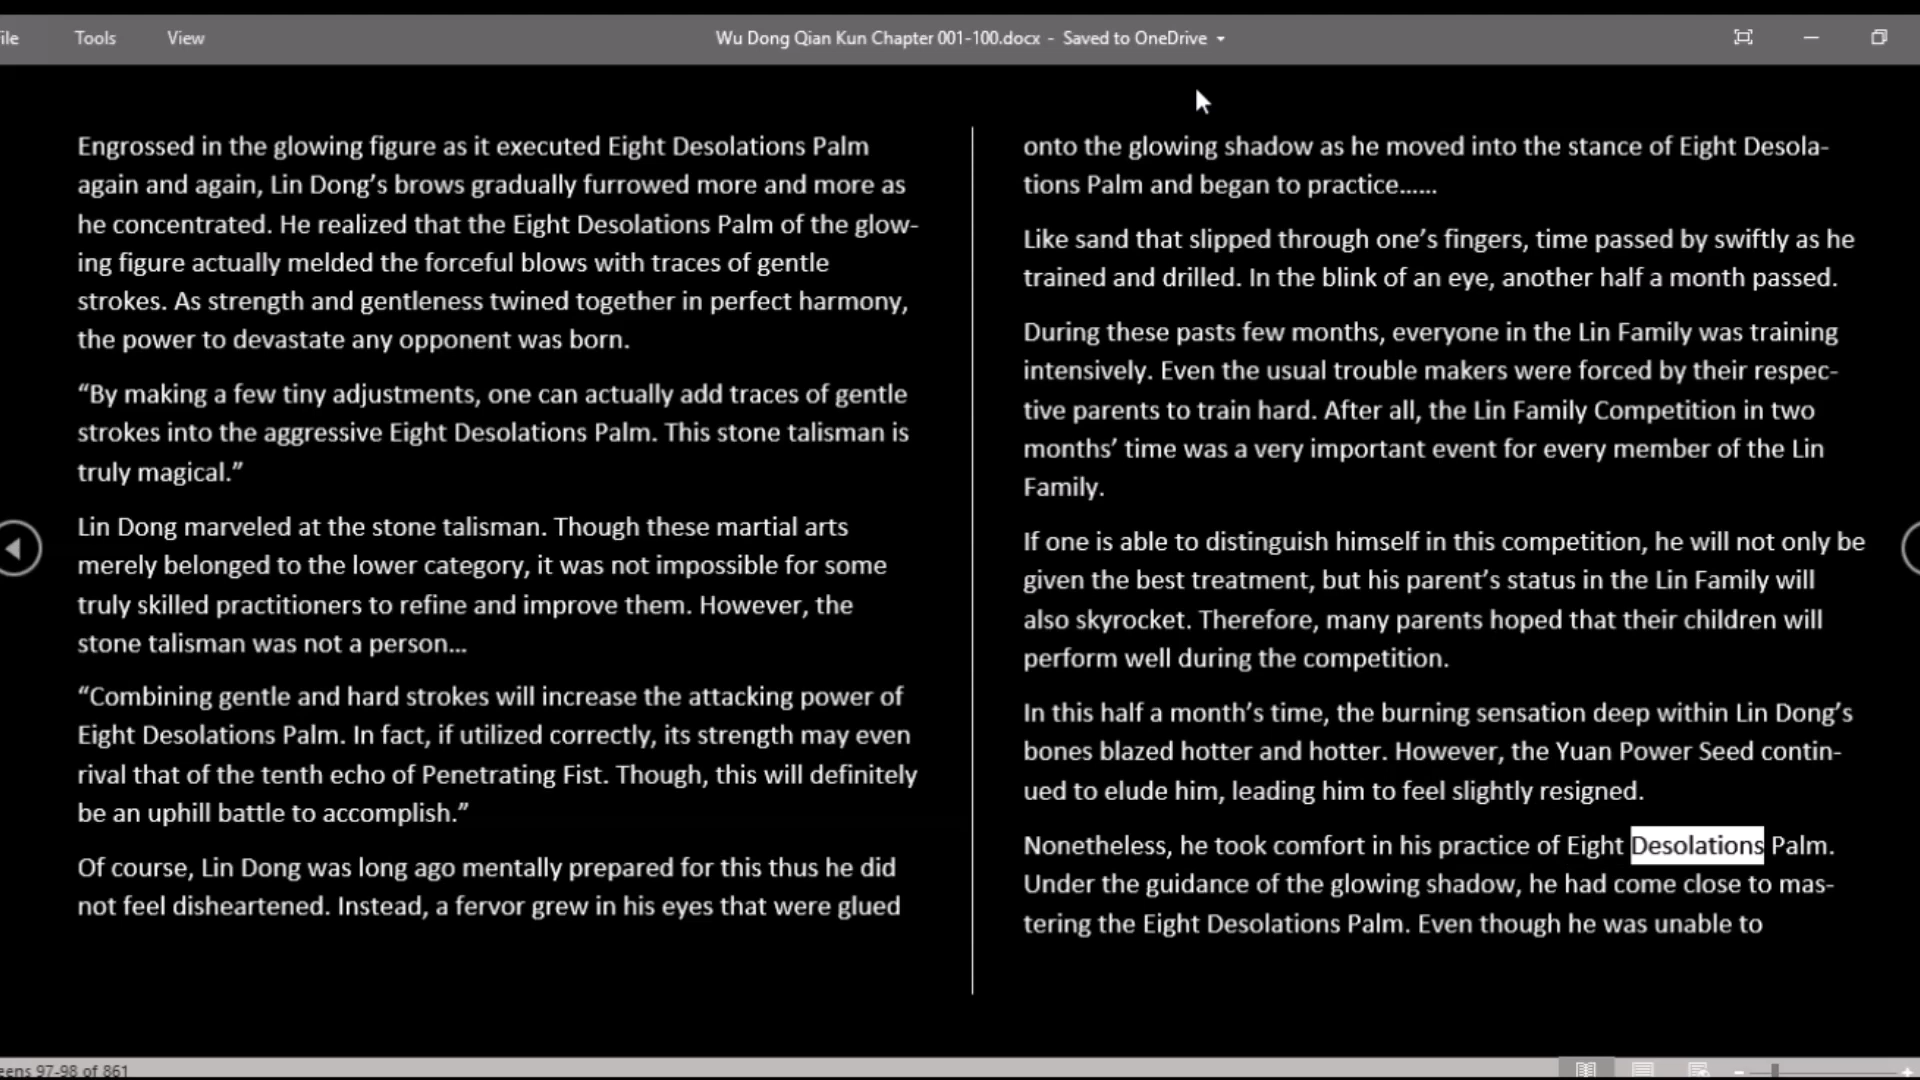 ile Tools View Wu Dong Qian Kun Chapter 001-100.docx - Saved to OneDrive
Engrossed in the glowing figure as it executed Eight Desolations Palm
again and again, Lin Dong’s brows gradually furrowed more and more as
he concentrated. He realized that the Eight Desolations Palm of the glow-
ing figure actually melded the forceful blows with traces of gentle
strokes. As strength and gentleness twined together in perfect harmony,
the power to devastate any opponent was born.
“By making a few tiny adjustments, one can actually add traces of gentle
strokes into the aggressive Eight Desolations Palm. This stone talisman is
truly magical.”
Lin Dong marveled at the stone talisman. Though these martial arts
merely belonged to the lower category, it was not impossible for some
truly skilled practitioners to refine and improve them. However, the
stone talisman was not a person...
“Combining gentle and hard strokes will increase the attacking power of
Eight Desolations Palm. In fact, if utilized correctly, its strength may even
rival that of the tenth echo of Penetrating Fist. Though, this will definitely
be an uphill battle to accomplish.”
Of course, Lin Dong was long ago mentally prepared for this thus he did
not feel disheartened. Instead, a fervor grew in his eyes that were glued
onto the glowing shadow as he moved into the stance of Eight Desola-
tions Palm and began to practice......
Like sand that slipped through one’s fingers, time passed by swiftly as he
trained and drilled. In the blink of an eye, another half a month passed.
During these pasts few months, everyone in the Lin Family was training
intensively. Even the usual trouble makers were forced by their respec-
tive parents to train hard. After all, the Lin Family Competition in two
months’ time was a very important event for every member of the Lin
Family.
If one is able to distinguish himself in this competition, he will not only be
given the best treatment, but his parent’s status in the Lin Family will
also skyrocket. Therefore, many parents hoped that their children will
perform well during the competition.
In this half a month’s time, the burning sensation deep within Lin Dong’s
bones blazed hotter and hotter. However, the Yuan Power Seed contin-
ued to elude him, leading him to feel slightly resigned.
Nonetheless, he took comfort in his practice of Eight Desolations Palm.
Under the guidance of the glowing shadow, he had come close to mas-
tering the Eight Desolations Palm. Even though he was unable to
eens 97-98 of 861